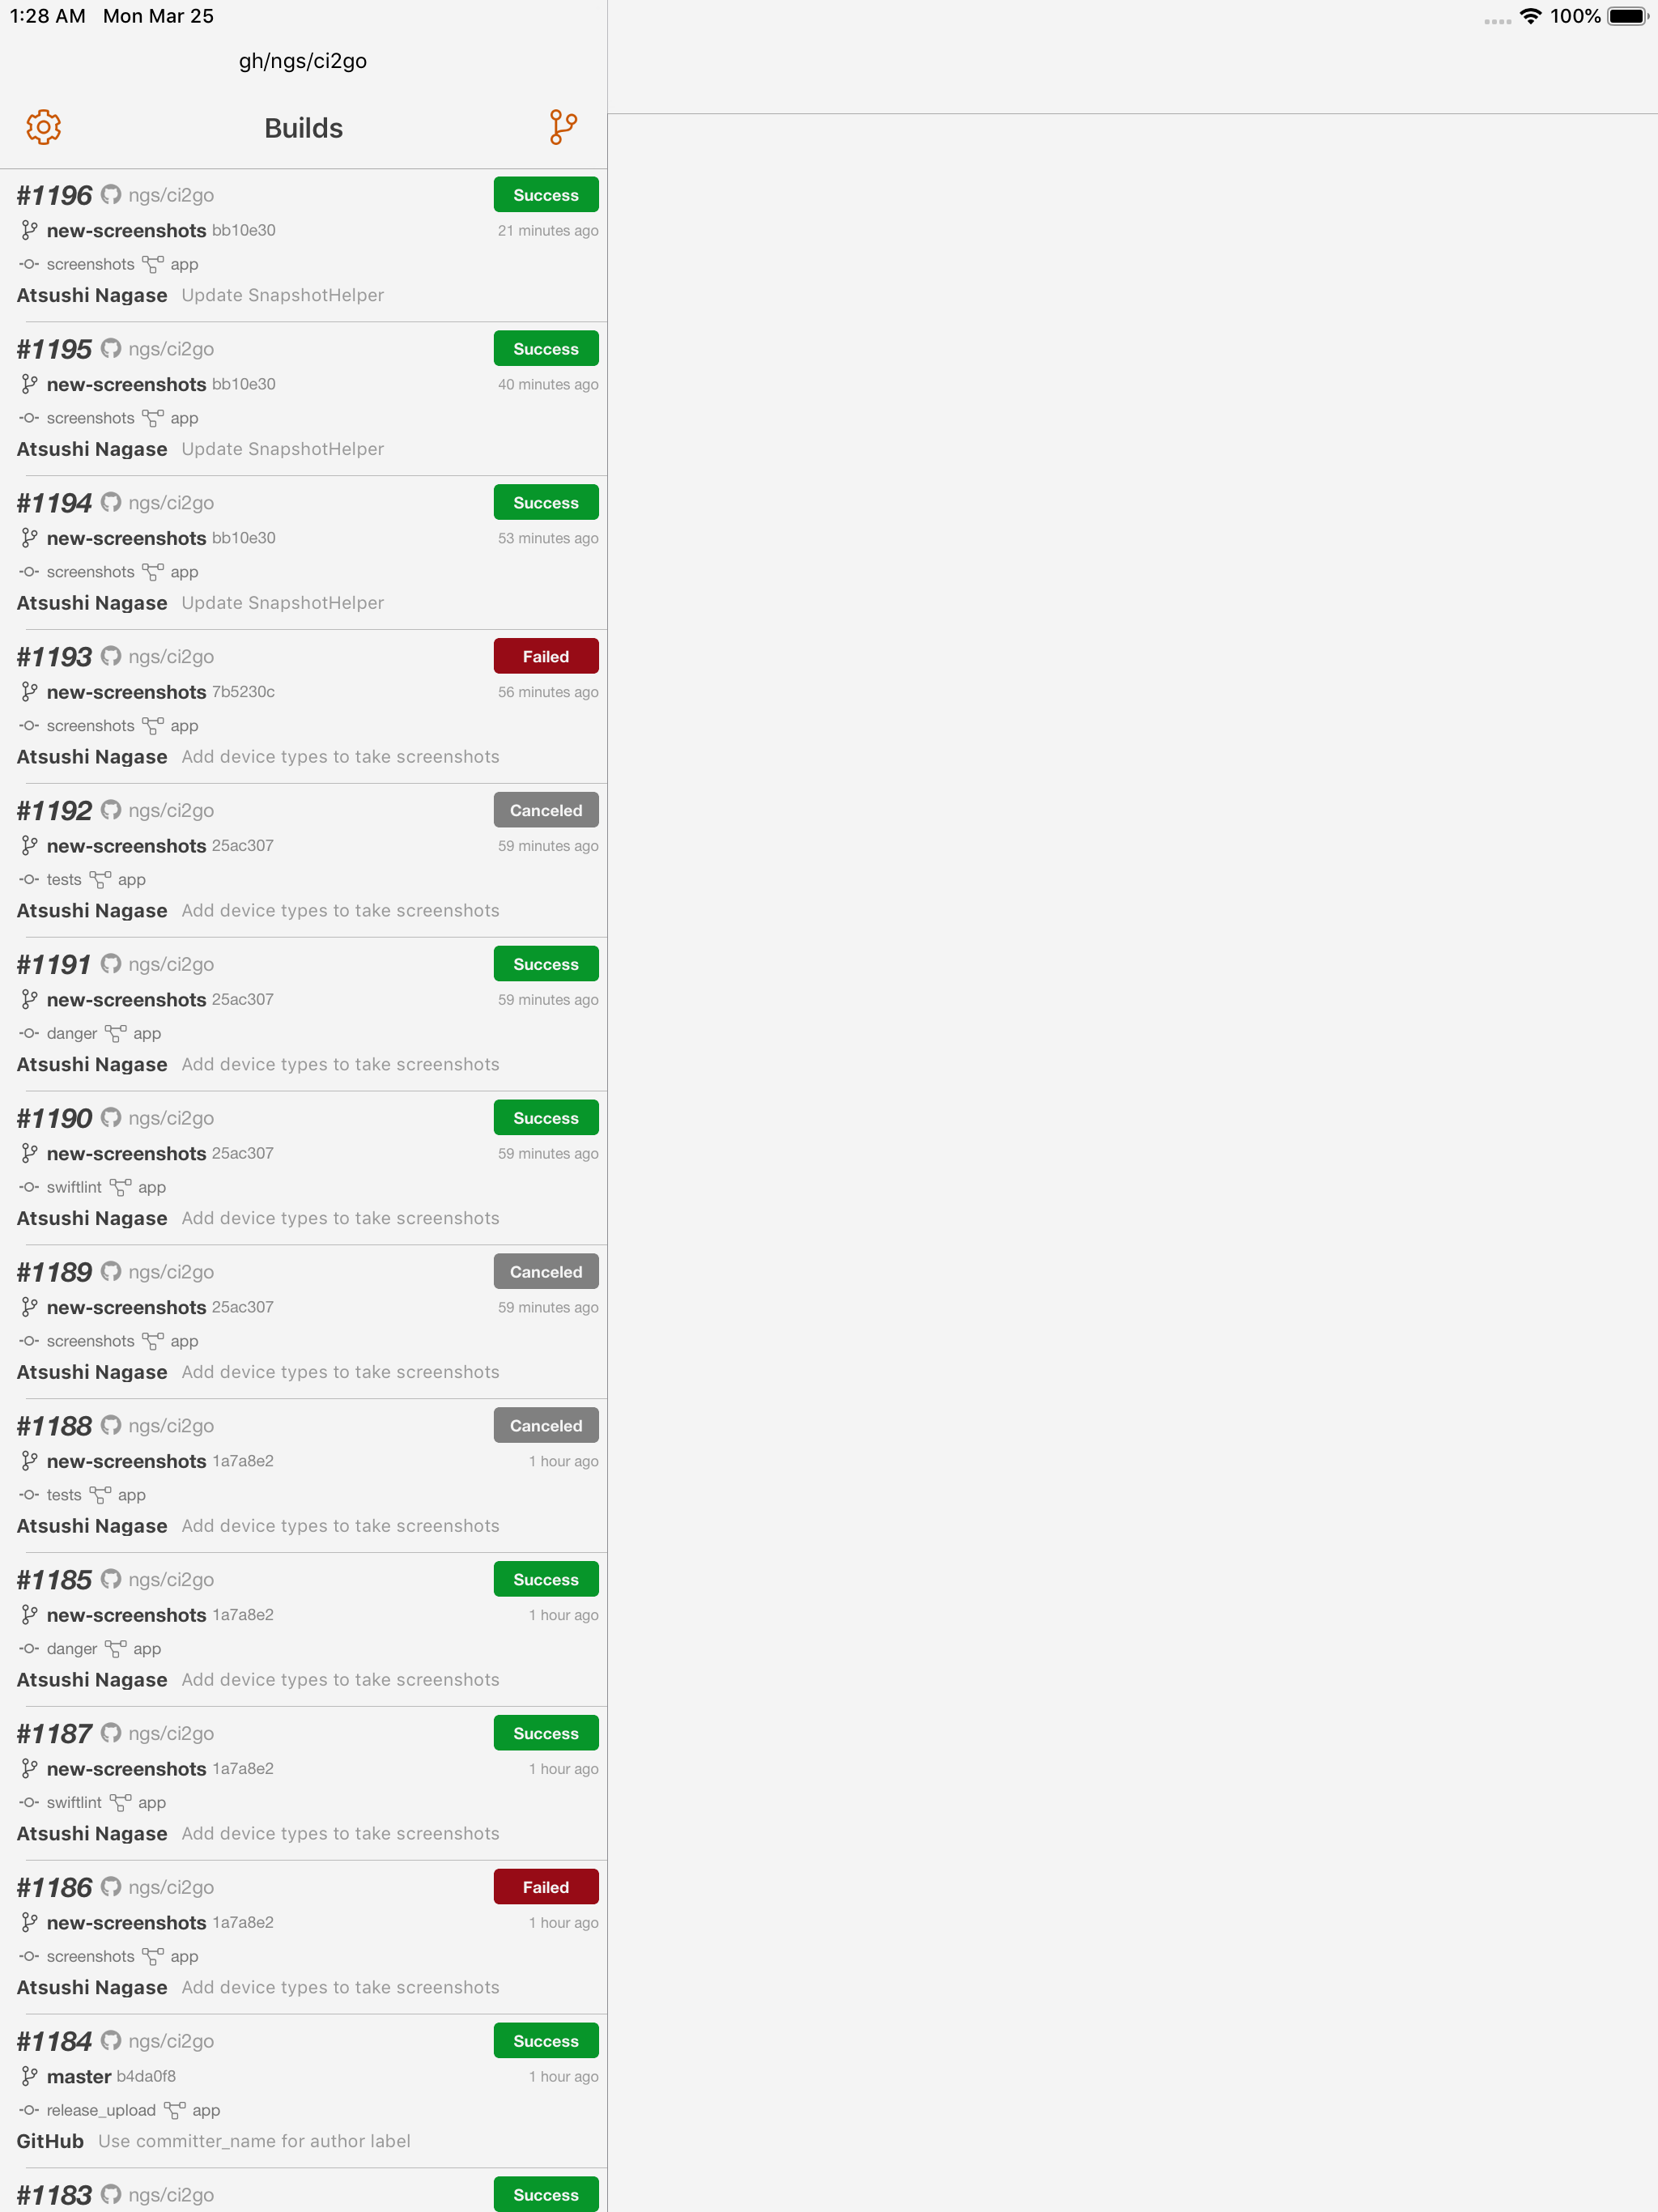 1:28 AM Mon Mar 25 100%
gh/ngs/ci2go
Builds
#1196 ngs/ci2go Success
new-screenshots bb10e30 21 minutes ago
screenshots app
Atsushi Nagase Update SnapshotHelper
#1195 ngs/ci2go Success
new-screenshots bb10e30 40 minutes ago
screenshots app
Atsushi Nagase Update SnapshotHelper
#1194 ngs/ci2go Success
new-screenshots bb10e30 53 minutes ago
screenshots app
Atsushi Nagase Update SnapshotHelper
#1193 ngs/ci2go Failed
new-screenshots 7b5230c 56 minutes ago
screenshots app
Atsushi Nagase Add device types to take screenshots
#1192 ngs/ci2go Canceled
new-screenshots 25ac307 59 minutes ago
tests app
Atsushi Nagase Add device types to take screenshots
#1191 ngs/ci2go Success
new-screenshots 25ac307 59 minutes ago
danger app
Atsushi Nagase Add device types to take screenshots
#1190 ngs/ci2go Success
new-screenshots 25ac307 59 minutes ago
swiftlint app
Atsushi Nagase Add device types to take screenshots
#1189 ngs/ci2go Canceled
new-screenshots 25ac307 59 minutes ago
screenshots app
Atsushi Nagase Add device types to take screenshots
#1188 ngs/ci2go Canceled
new-screenshots 1a7a8e2 1 hour ago
tests app
Atsushi Nagase Add device types to take screenshots
#1185 ngs/ci2go Success
new-screenshots 1a7a8e2 1 hour ago
danger app
Atsushi Nagase Add device types to take screenshots
#1187 ngs/ci2go Success
new-screenshots 1a7a8e2 1 hour ago
swiftlint app
Atsushi Nagase Add device types to take screenshots
#1186 ngs/ci2go Failed
new-screenshots 1a7a8e2 1 hour ago
screenshots app
Atsushi Nagase Add device types to take screenshots
#1184 ngs/ci2go Success
master b4da0f8 1 hour ago
release_upload app
GitHub Use committer_name for author label
#1183 ngs/ci2go Success